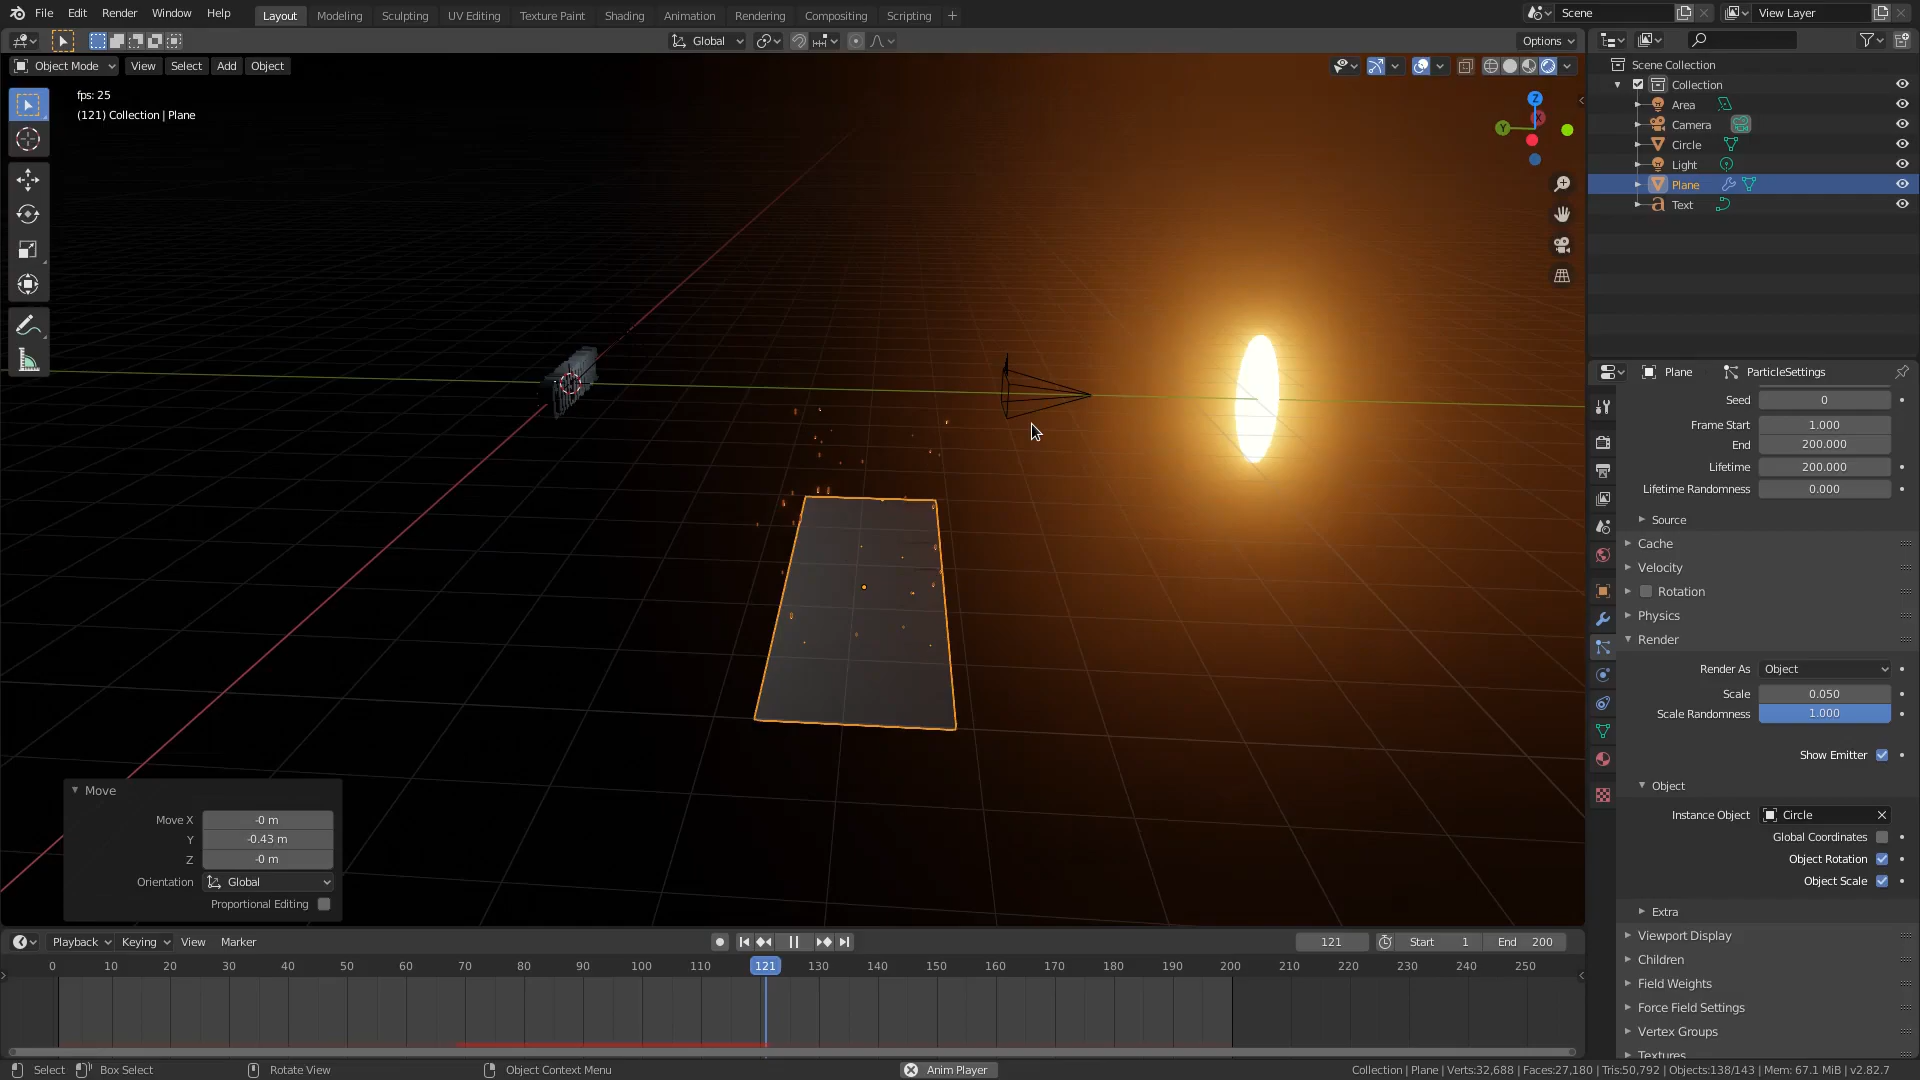 File Edit Render Window Help
Layout Modeling Sculpting UV Editing Texture Paint Shading Animation Rendering Compositing Scripting +
Scene
View Layer
Global
Options
Object Mode View Select Add Object
fps: 25
(121) Collection | Plane
Z
X
Y
Scene Collection
Collection
Area
Camera
Circle
Light
Plane
Text
Plane ParticleSettings
Seed 0
Frame Start 1.000
End 200.000
Lifetime 200.000
Lifetime Randomness 0.000
Source
Cache
Velocity
Rotation
Physics
Render
Render As Object
Scale 0.050
Scale Randomness 1.000
Show Emitter
Object
Instance Object Circle
Global Coordinates
Object Rotation
Object Scale
Extra
Viewport Display
Children
Field Weights
Force Field Settings
Vertex Groups
Textures
Move
Move X -0 m
Y -0.43 m
Z -0 m
Orientation Global
Proportional Editing
Playback Keying View Marker
121 Start 1 End 200
0 10 20 30 40 50 60 70 80 90 100 110 121 130 140 150 160 170 180 190 200 210 220 230 240 250
Select Box Select Rotate View Object Context Menu Anim Player
Collection | Plane | Verts:32,688 | Faces:27,180 | Tris:50,792 | Objects:138/143 | Mem: 67.1 MiB | v2.82.7